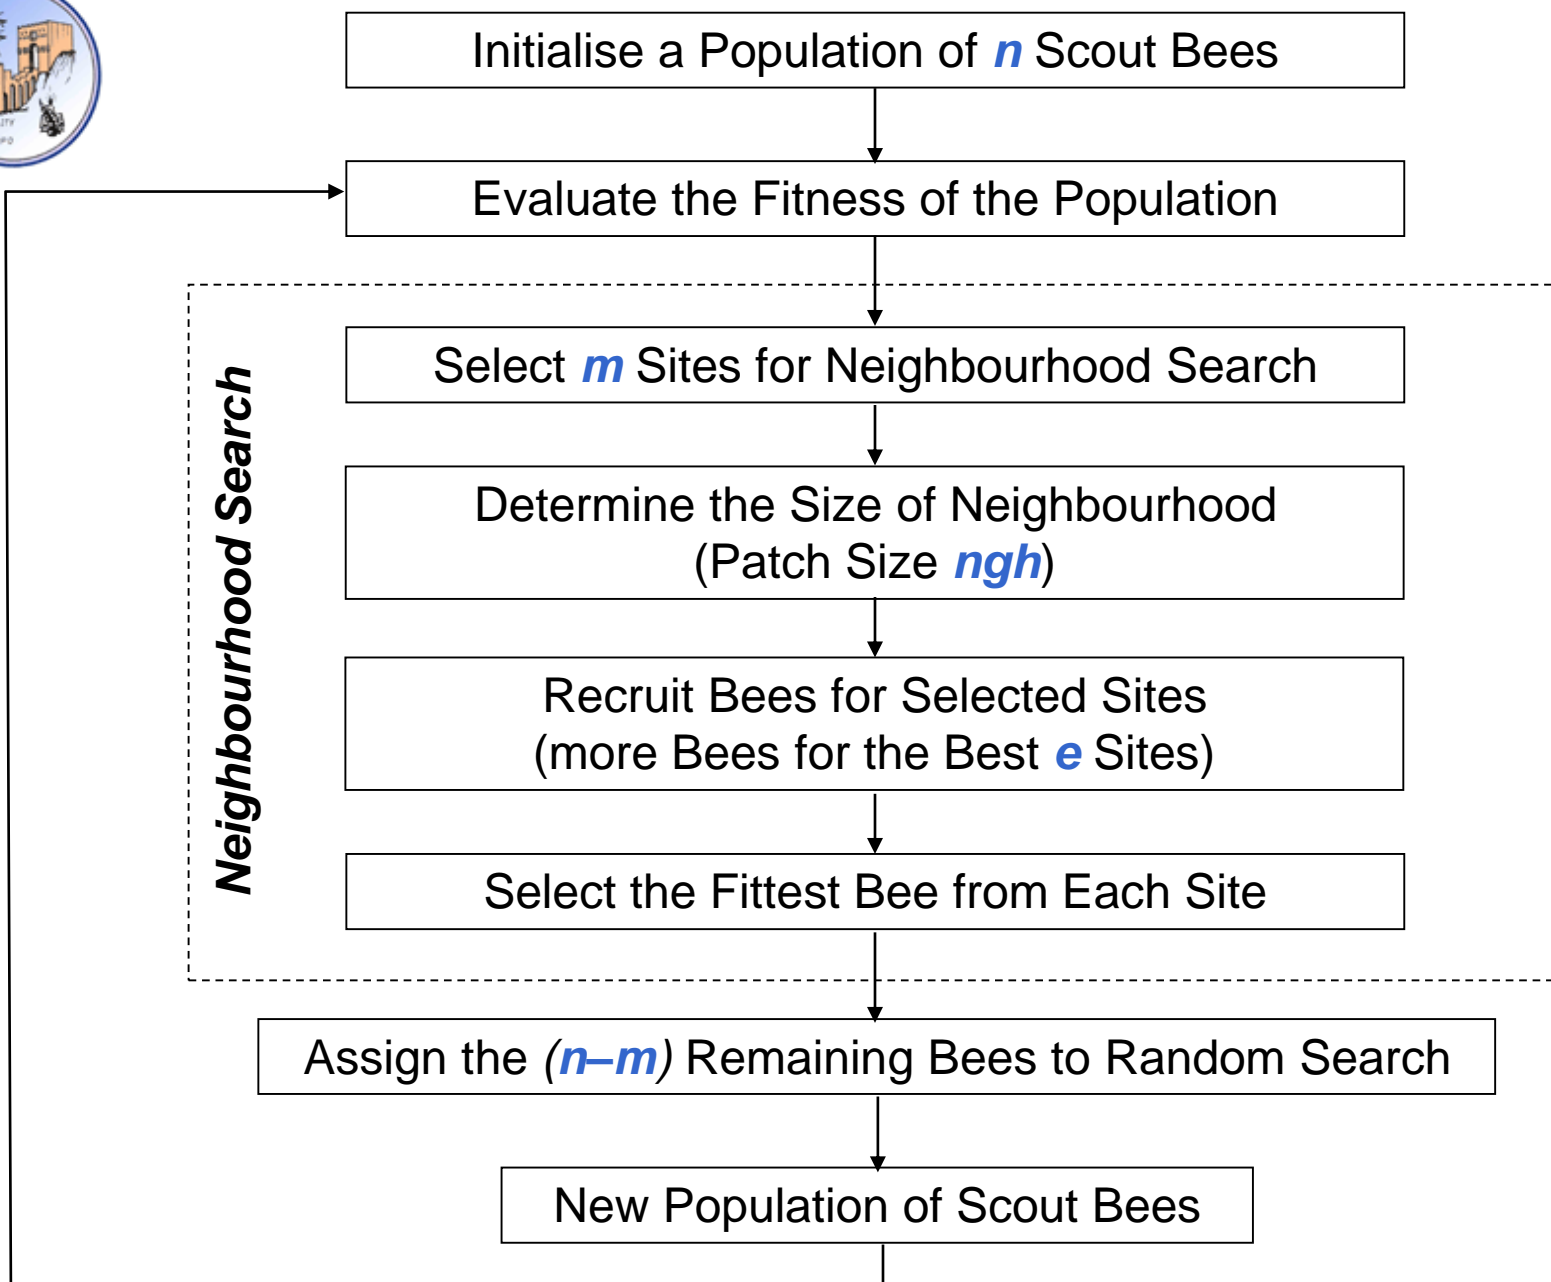 Initialise a Population of n Scout Bees
Evaluate the Fitness of the Population
Neighbourhood Search
Select m Sites for Neighbourhood Search
Determine the Size of Neighbourhood
(Patch Size ngh)
Recruit Bees for Selected Sites
(more Bees for the Best e Sites)
Select the Fittest Bee from Each Site
Assign the (n–m) Remaining Bees to Random Search
New Population of Scout Bees